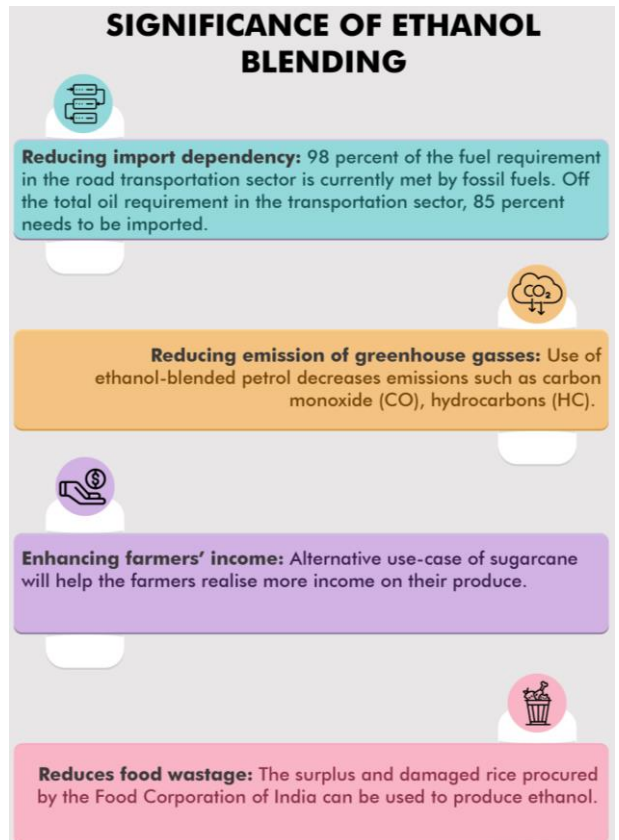 SIGNIFICANCE OF ETHANOL
BLENDING
Reducing import dependency: 98 percent of the fuel requirement
in the road transportation sector is currently met by fossil fuels. Off
the total oil requirement in the transportation sector, 85 percent
needs to be imported.
CO₂
Reducing emission of greenhouse gasses: Use of
ethanol-blended petrol decreases emissions such as carbon
monoxide (CO), hydrocarbons (HC).
$
Enhancing farmers' income: Alternative use-case of sugarcane
will help the farmers realise more income on their produce.
Reduces food wastage: The surplus and damaged rice procured
by the Food Corporation of India can be used to produce ethanol.